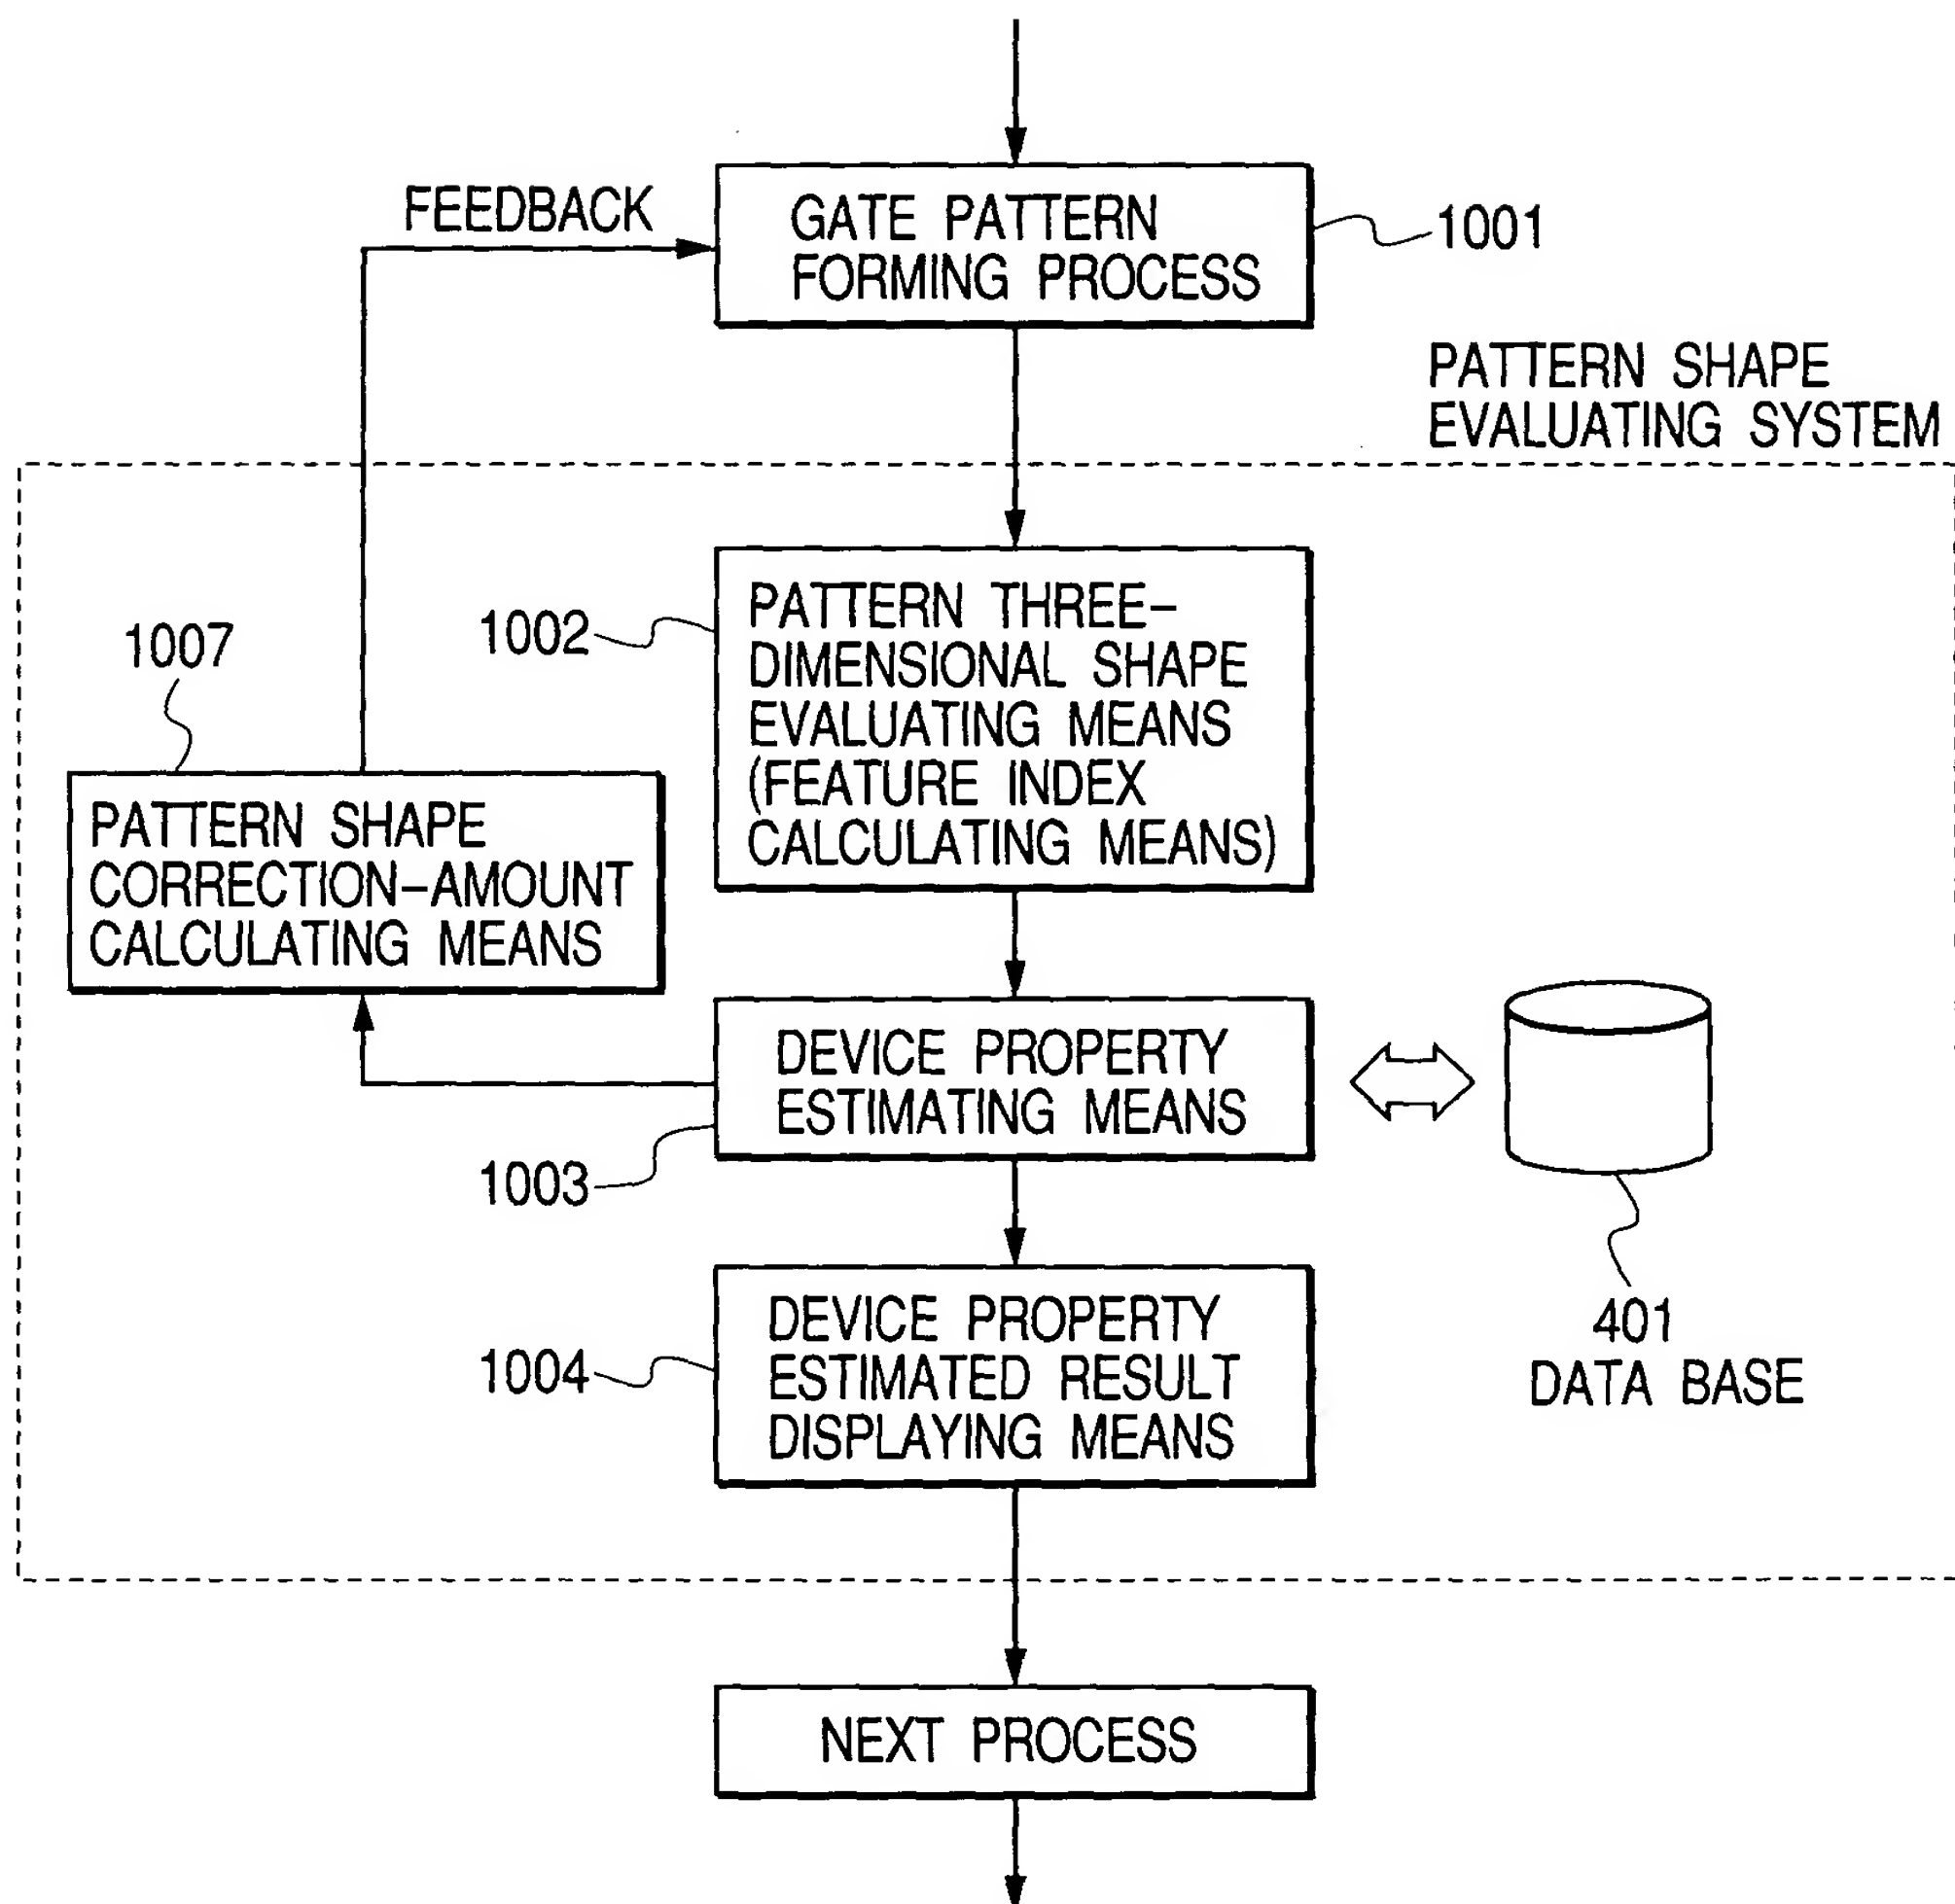 FEEDBACK
GATE PATTERN
FORMING PROCESS
1001
PATTERN SHAPE
EVALUATING SYSTEM
1002
PATTERN THREE-
DIMENSIONAL SHAPE
EVALUATING MEANS
(FEATURE INDEX
CALCULATING MEANS)
1007
PATTERN SHAPE
CORRECTION-AMOUNT
CALCULATING MEANS
DEVICE PROPERTY
ESTIMATING MEANS
1003
401
DATA BASE
DEVICE PROPERTY
ESTIMATED RESULT
DISPLAYING MEANS
1004
NEXT PROCESS